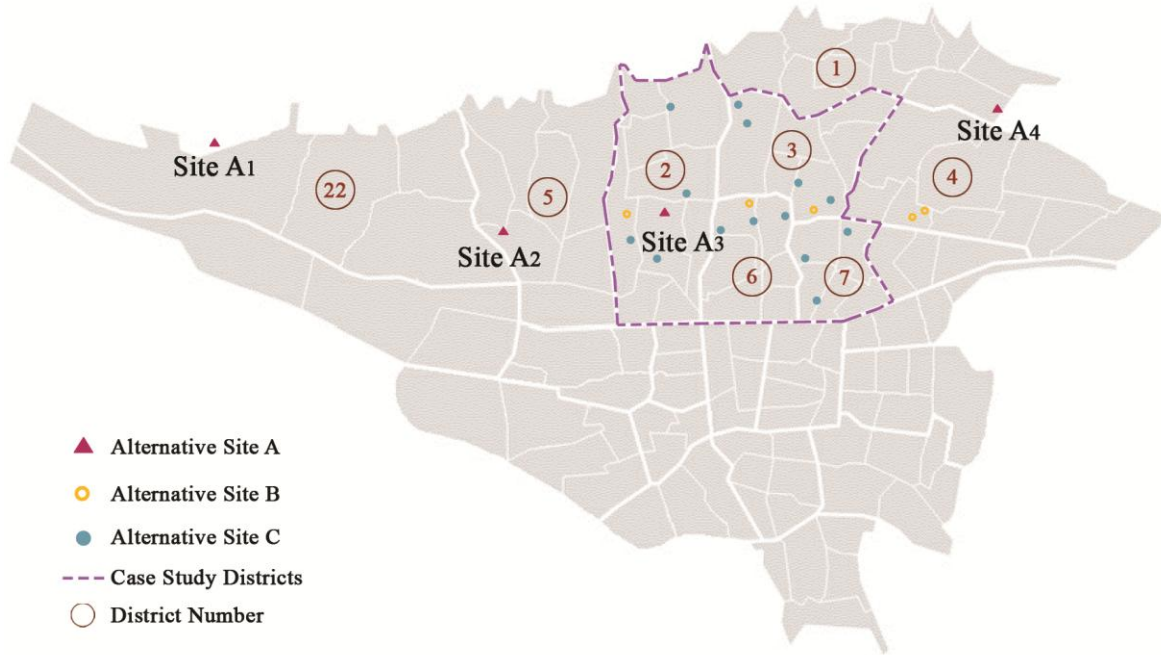 1
Site A1
Site A4
22
5
2
3
4
Site A2
Site A3
6
7
Alternative Site A
Alternative Site B
Alternative Site C
Case Study Districts
District Number